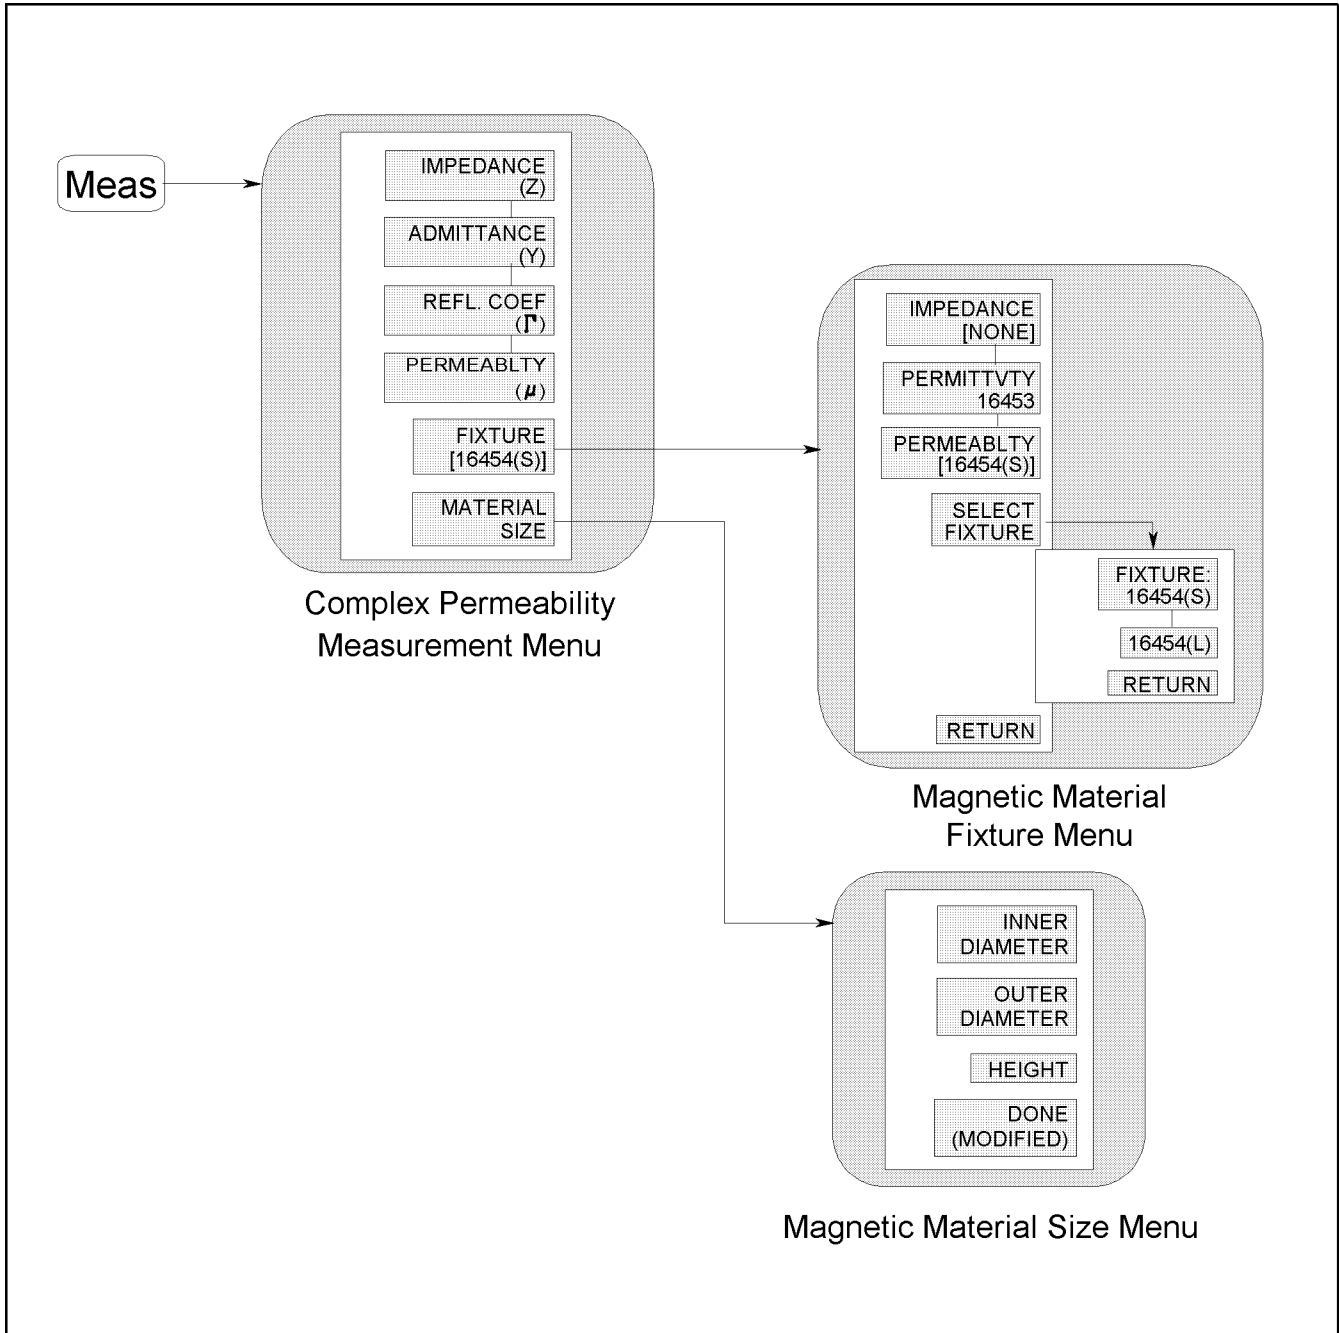 Meas
IMPEDANCE
(Z)
ADMITTANCE
(Y)
REFL. COEF
(Γ)
PERMEABLTY
(μ)
FIXTURE
[16454(S)]
MATERIAL
SIZE
Complex Permeability
Measurement Menu
IMPEDANCE
[NONE]
PERMITTVTY
16453
PERMEABLTY
[16454(S)]
SELECT
FIXTURE
FIXTURE:
16454(S)
16454(L)
RETURN
RETURN
Magnetic Material
Fixture Menu
INNER
DIAMETER
OUTER
DIAMETER
HEIGHT
DONE
(MODIFIED)
Magnetic Material Size Menu